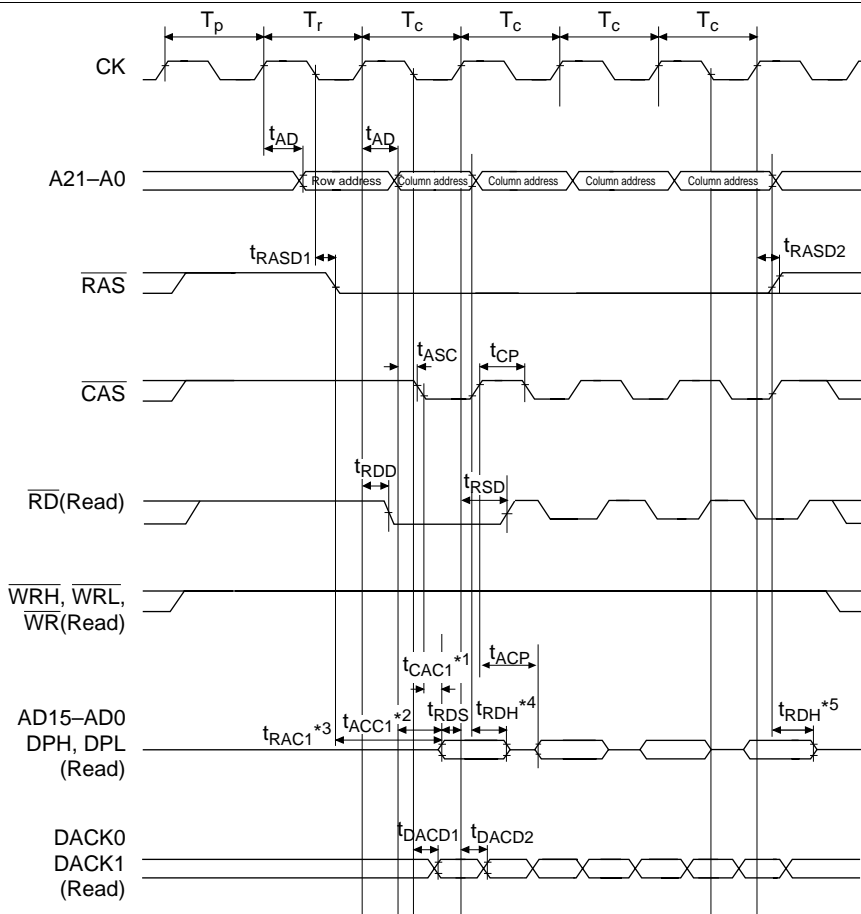 Tp Tr Tc Tc Tc Tc
CK
tAD tAD
A21–A0 Row address Column address Column address Column address Column address
tRASD1 tRASD2
RAS
tASC tCP
CAS
tRDD tRSD
RD(Read)
WRH, WRL,
WR(Read)
tCAC1*1 tACP
AD15–AD0
DPH, DPL
(Read)
tRAC1*3 tACC1*2 tRDS tRDH*4 tRDH*5
DACK0
DACK1
(Read)
tDACD1 tDACD2